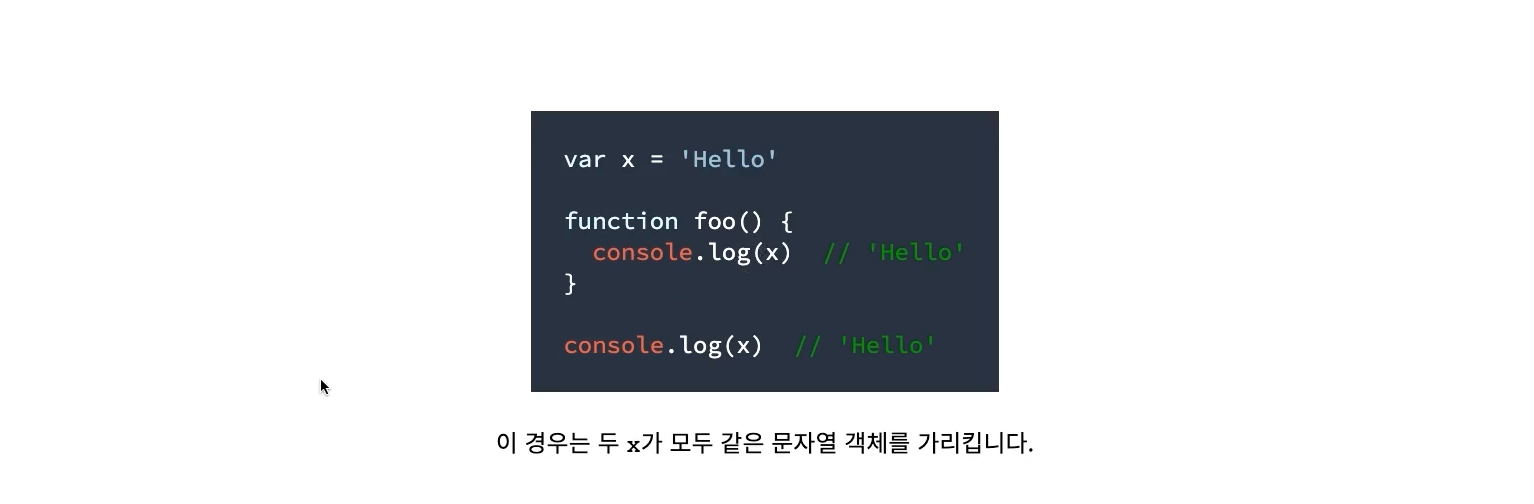 var x = 'Hello'
function foo() {
  console.log(x)  // 'Hello'
}
console.log(x)  // 'Hello'
이 경우는 두 x가 모두 같은 문자열 객체를 가리킵니다.